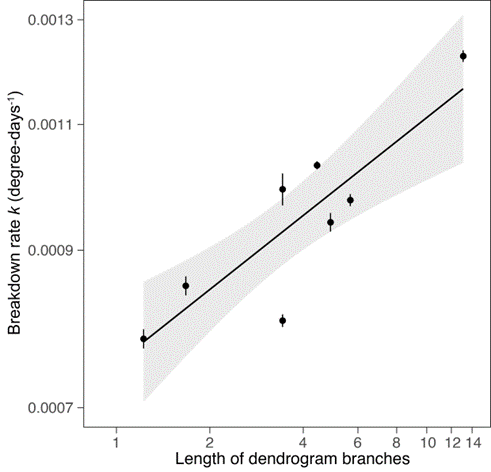 0.0013
0.0011
0.0009
0.0007
Breakdown rate k (degree-days⁻¹)
1 2 4 6 8 10 12 14
Length of dendrogram branches